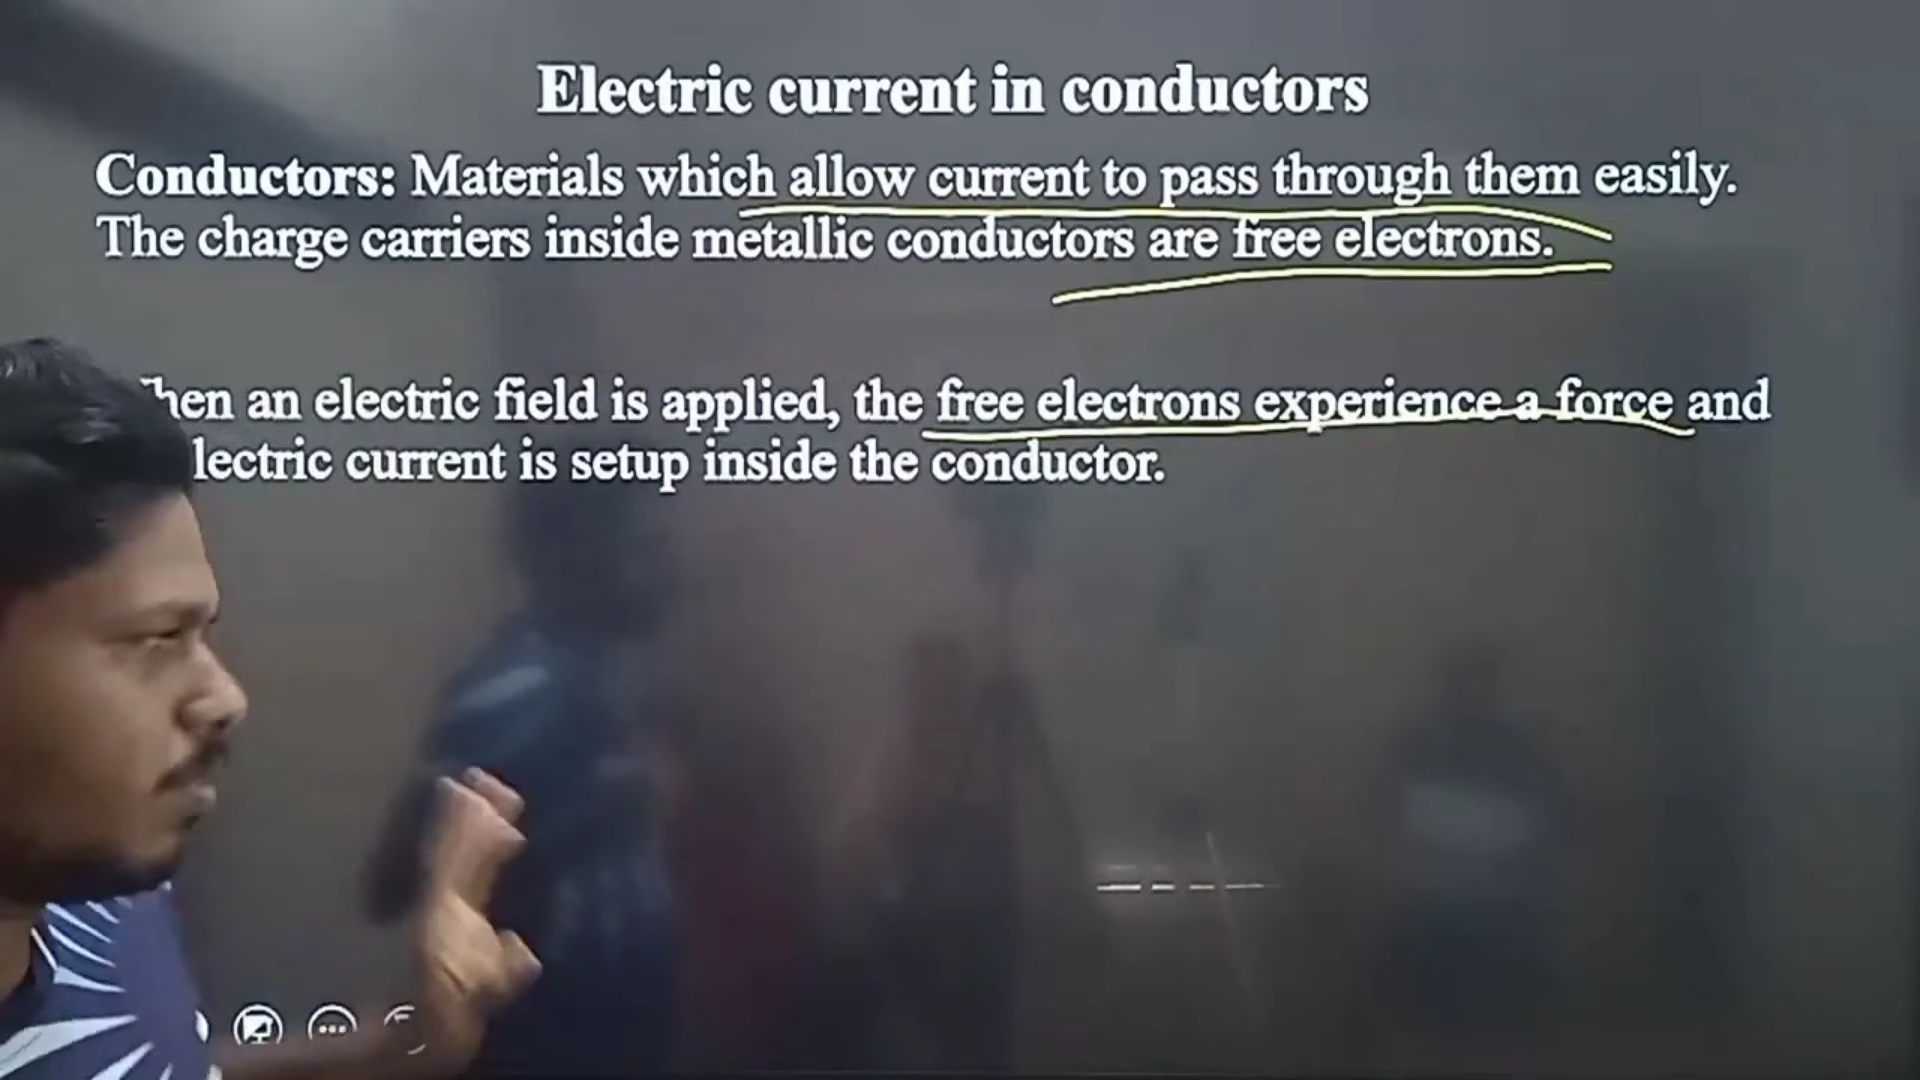 Electric current in conductors
Conductors: Materials which allow current to pass through them easily.
The charge carriers inside metallic conductors are free electrons.
an electric field is applied, the free electrons experience a force and
current is setup inside the conductor.